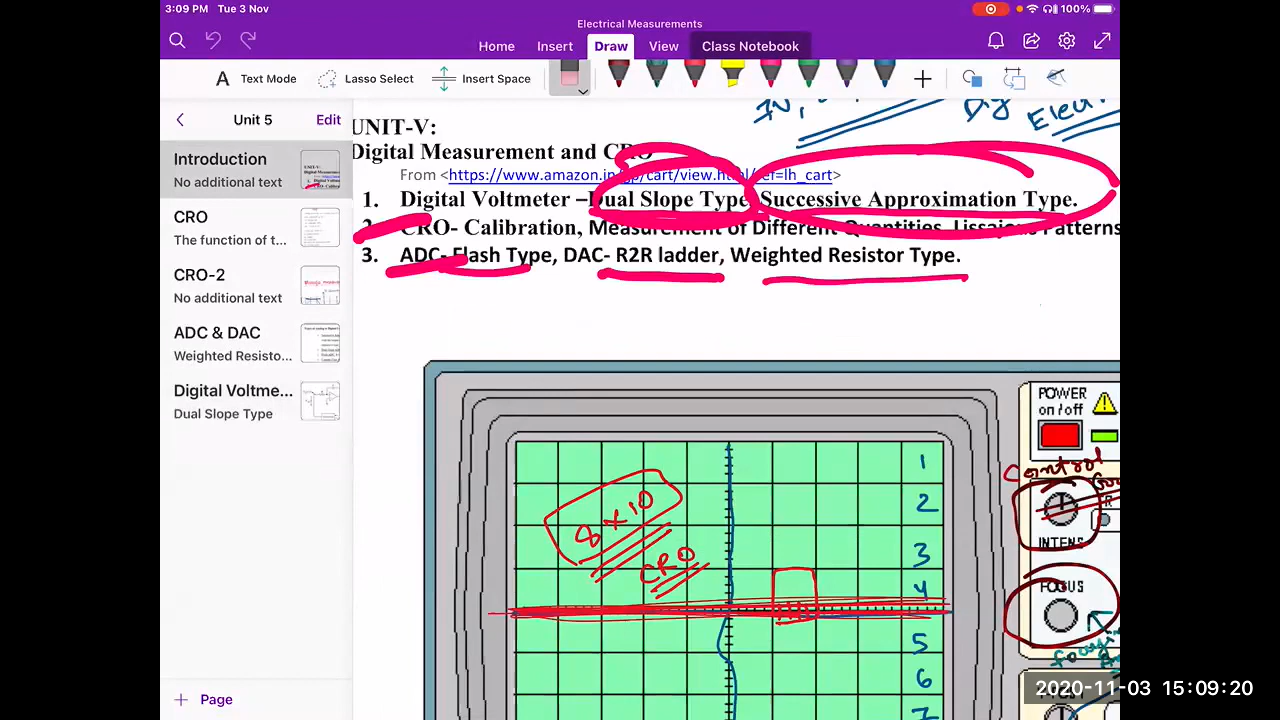 3:09 PM Tue 3 Nov
100%
Electrical Measurements
Home Insert Draw View Class Notebook
Text Mode Lasso Select Insert Space
Unit 5 Edit
Introduction
No additional text
CRO
The function of t...
CRO-2
No additional text
ADC & DAC
Weighted Resisto...
Digital Voltme...
Dual Slope Type
Page
UNIT-V:
Digital Measurement and CRO
From <https://www.amazon.in/gp/cart/view.html/ref=lh_cart>
1. Digital Voltmeter –Dual Slope Type, Successive Approximation Type.
2. CRO- Calibration, Measurement of Different Quantities, Lissajous Patterns
3. ADC- Flash Type, DAC- R2R ladder, Weighted Resistor Type.
POWER
on/off
Control
INTENS
FOCUS
8 x 10
CRO
1
2
3
4
5
6
7
2020-11-03 15:09:20